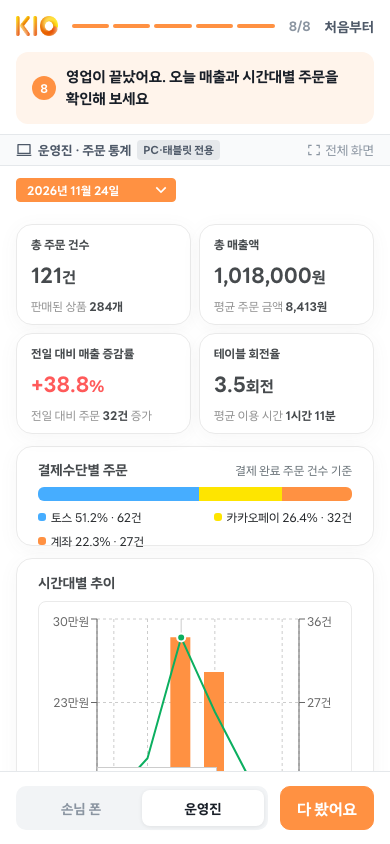 KIO 8/8 처음부터
8 영업이 끝났어요. 오늘 매출과 시간대별 주문을
확인해 보세요
운영진 · 주문 통계 PC·태블릿 전용 전체 화면
2026년 11월 24일
총 주문 건수
121건
판매된 상품 284개
총 매출액
1,018,000원
평균 주문 금액 8,413원
전일 대비 매출 증감률
+38.8%
전일 대비 주문 32건 증가
테이블 회전율
3.5회전
평균 이용 시간 1시간 11분
결제수단별 주문 결제 완료 주문 건수 기준
토스 51.2% · 62건 카카오페이 26.4% · 32건
계좌 22.3% · 27건
시간대별 추이
30만원 36건
23만원 27건
손님 폰 운영진 다 봤어요